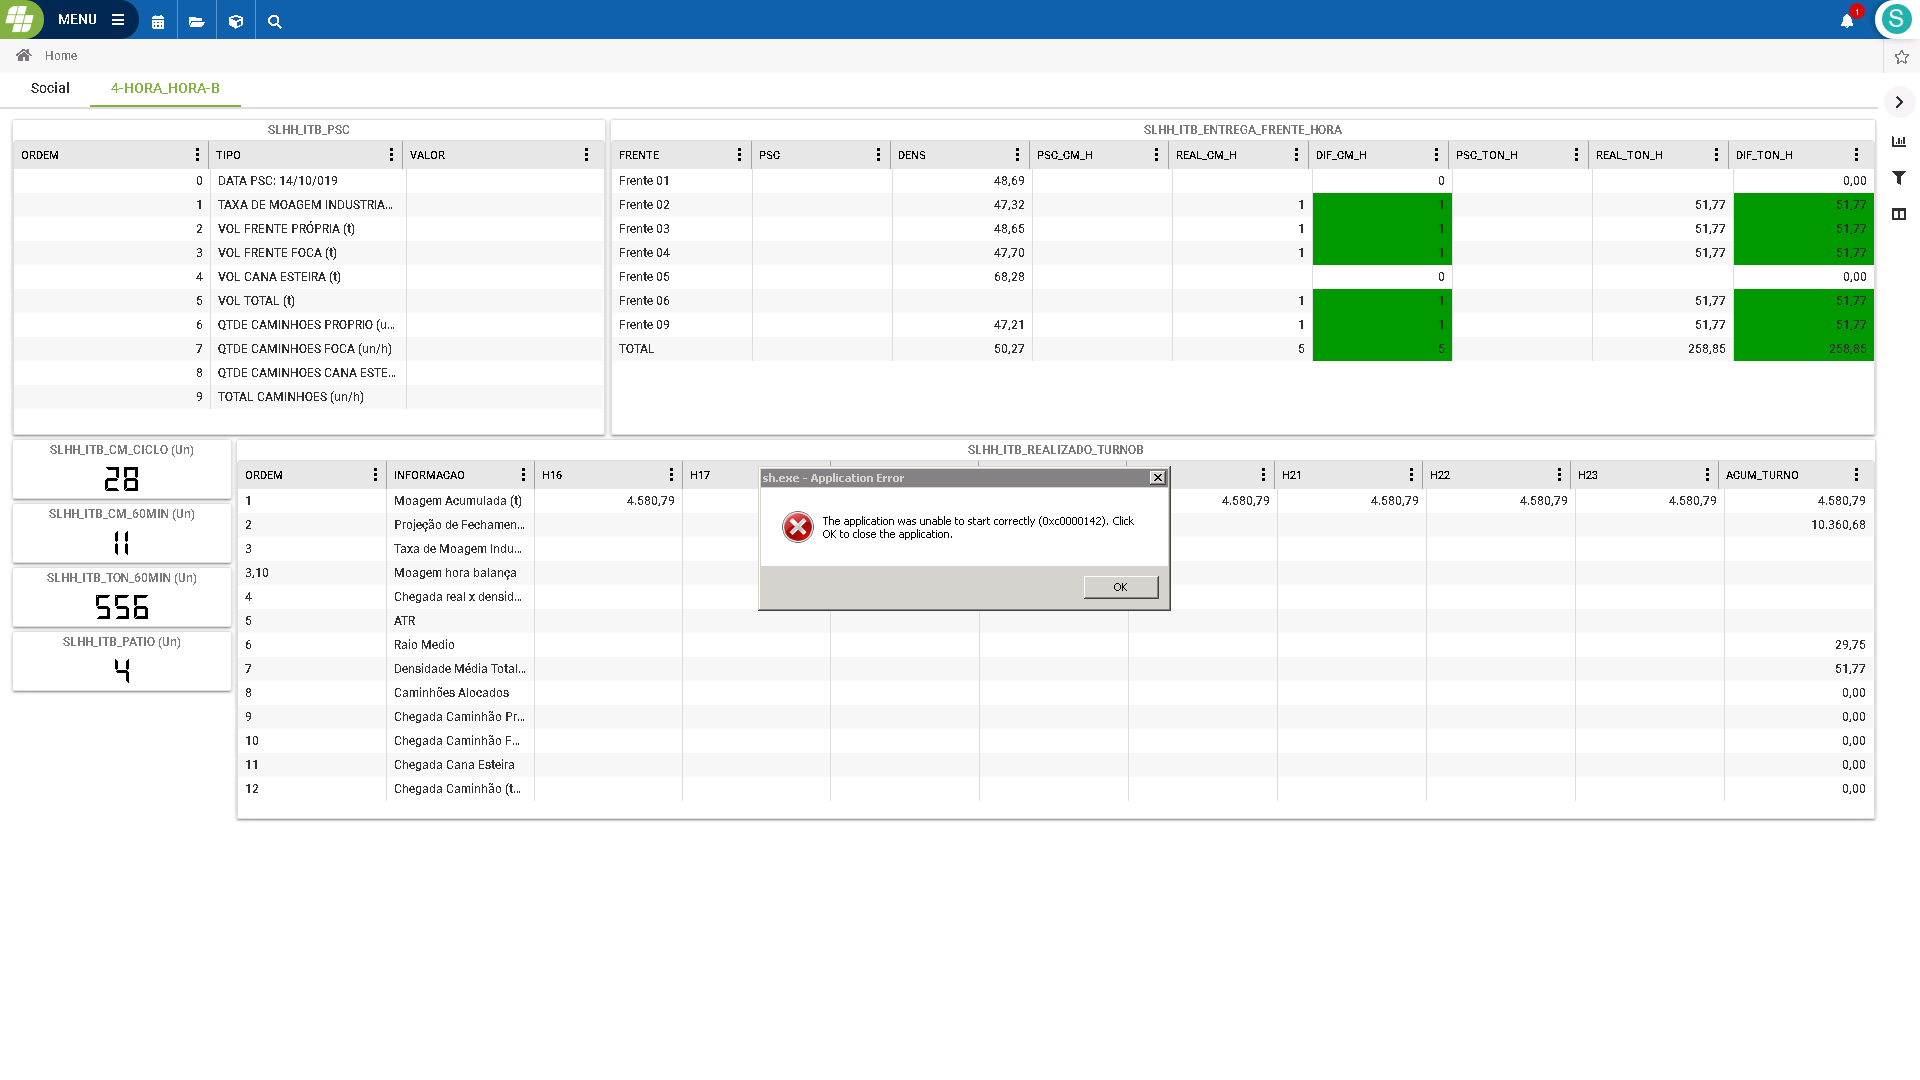 MENU
1
S
Home
Social
4-HORA_HORA-B
SLHH_ITB_PSC
ORDEM TIPO VALOR
0 DATA PSC: 14/10/019
1 TAXA DE MOAGEM INDUSTRIA...
2 VOL FRENTE PRÓPRIA (t)
3 VOL FRENTE FOCA (t)
4 VOL CANA ESTEIRA (t)
5 VOL TOTAL (t)
6 QTDE CAMINHOES PROPRIO (u...
7 QTDE CAMINHOES FOCA (un/h)
8 QTDE CAMINHOES CANA ESTE...
9 TOTAL CAMINHOES (un/h)
SLHH_ITB_ENTREGA_FRENTE_HORA
FRENTE PSC DENS PSC_CM_H REAL_CM_H DIF_CM_H PSC_TON_H REAL_TON_H DIF_TON_H
Frente 01 48,69 0 0,00
Frente 02 47,32 1 1 51,77 51,77
Frente 03 48,65 1 1 51,77 51,77
Frente 04 47,70 1 1 51,77 51,77
Frente 05 68,28 0 0,00
Frente 06 1 1 51,77 51,77
Frente 09 47,21 1 1 51,77 51,77
TOTAL 50,27 5 5 258,85 258,85
SLHH_ITB_CM_CICLO (Un)
28
SLHH_ITB_CM_60MIN (Un)
11
SLHH_ITB_TON_60MIN (Un)
556
SLHH_ITB_PATIO (Un)
4
SLHH_ITB_REALIZADO_TURNOB
ORDEM INFORMACAO H16 H17 H21 H22 H23 ACUM_TURNO
1 Moagem Acumulada (t) 4.580,79 4.580,79 4.580,79 4.580,79 4.580,79 4.580,79
2 Projeção de Fechamen... 10.360,68
3 Taxa de Moagem Indu...
3,10 Moagem hora balança
4 Chegada real x densid...
5 ATR
6 Raio Medio 29,75
7 Densidade Média Total... 51,77
8 Caminhões Alocados 0,00
9 Chegada Caminhão Pr... 0,00
10 Chegada Caminhão F... 0,00
11 Chegada Cana Esteira 0,00
12 Chegada Caminhão (t... 0,00
sh.exe - Application Error
The application was unable to start correctly (0xc0000142). Click
OK to close the application.
OK